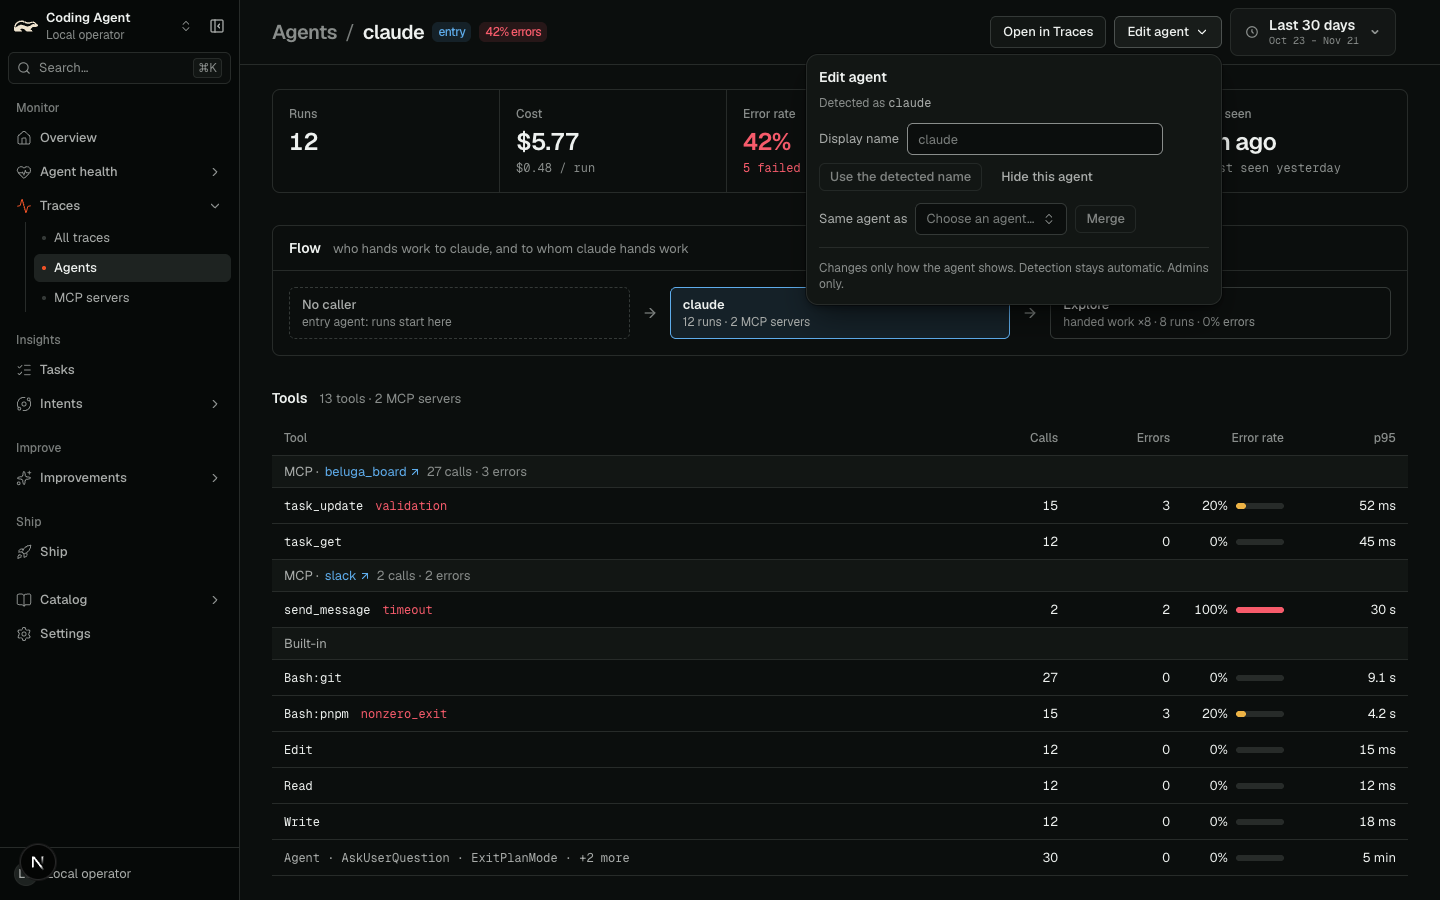 Coding Agent
Local operator
Search...
⌘K
Monitor
Overview
Agent health
Traces
All traces
Agents
MCP servers
Insights
Tasks
Intents
Improve
Improvements
Ship
Ship
Catalog
Settings
N
Local operator
Agents / claude entry 42% errors
Open in Traces
Edit agent
Last 30 days
Oct 23 – Nov 21
Runs
12
Cost
$5.77
$0.48 / run
Error rate
42%
5 failed
seen
ago
seen yesterday
Edit agent
Detected as claude
Display name claude
Use the detected name
Hide this agent
Same agent as Choose an agent... Merge
Changes only how the agent shows. Detection stays automatic. Admins
only.
Flow who hands work to claude, and to whom claude hands work
No caller
entry agent: runs start here
→
claude
12 runs · 2 MCP servers
→
Explore
handed work ×8 · 8 runs · 0% errors
Tools 13 tools · 2 MCP servers
Tool Calls Errors Error rate p95
MCP · beluga_board ↗ 27 calls · 3 errors
task_update validation 15 3 20% 52 ms
task_get 12 0 0% 45 ms
MCP · slack ↗ 2 calls · 2 errors
send_message timeout 2 2 100% 30 s
Built-in
Bash:git 27 0 0% 9.1 s
Bash:pnpm nonzero_exit 15 3 20% 4.2 s
Edit 12 0 0% 15 ms
Read 12 0 0% 12 ms
Write 12 0 0% 18 ms
Agent · AskUserQuestion · ExitPlanMode · +2 more 30 0 0% 5 min